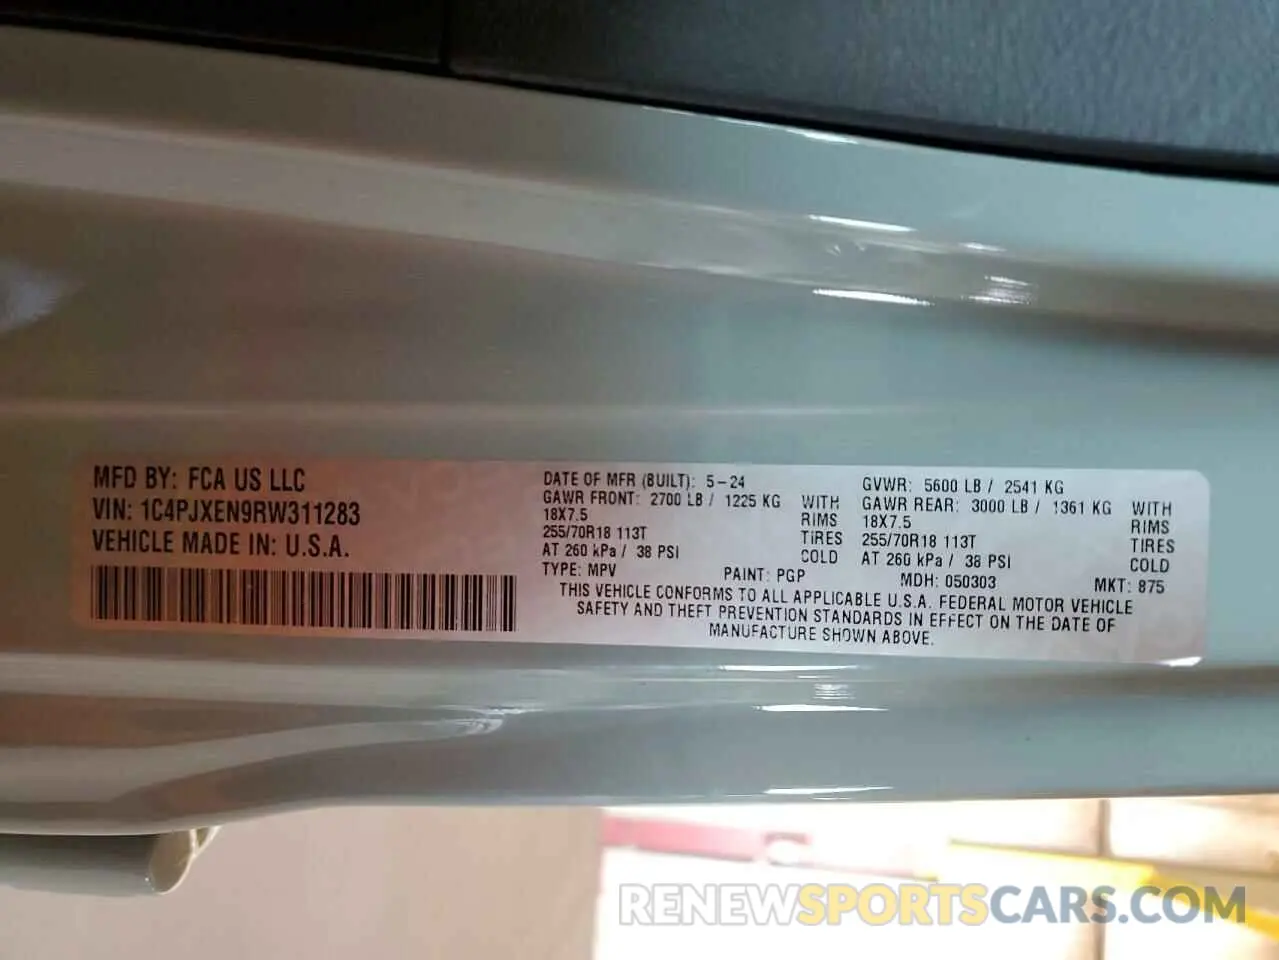 MFD BY: FCA US LLC
VIN: 1C4PJXEN9RW311283
VEHICLE MADE IN: U.S.A.
DATE OF MFR (BUILT): 5-24
GAWR FRONT: 2700 LB / 1225 KG WITH
18X7.5 RIMS
255/70R18 113T TIRES
AT 260 kPa / 38 PSI COLD
GVWR: 5600 LB / 2541 KG
GAWR REAR: 3000 LB / 1361 KG WITH
18X7.5 RIMS
255/70R18 113T TIRES
AT 260 kPa / 38 PSI COLD
TYPE: MPV PAINT: PGP MDH: 050303 MKT: 875
THIS VEHICLE CONFORMS TO ALL APPLICABLE U.S.A. FEDERAL MOTOR VEHICLE
SAFETY AND THEFT PREVENTION STANDARDS IN EFFECT ON THE DATE OF
MANUFACTURE SHOWN ABOVE.
RENEWSPORTSCARS.COM